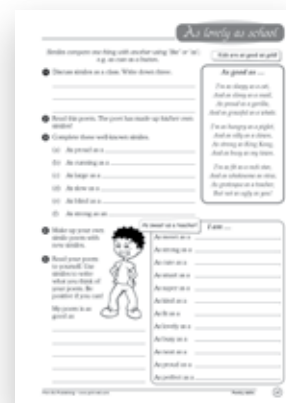 As lovely as school
Similes compare one thing with another using 'like' or 'as';
e.g. as cute as a button.
Kids are as good as gold!
Discuss similes as a class. Write down three.
Read this poem. The poet has made up his/her own
similes!
Complete these well-known similes.
(a) As proud as a
(b) As cunning as a
(c) As large as a
(d) As slow as a
(e) As blind as a
(f) As strong as an
Make up your own
simile poem with
new similes.
Read your poem
to yourself. Use
similes to write
what you think of
your poem. Be
positive if you can!
My poem is as
good as
As good as ...
I'm as sleepy as a cat,
And as slimy as a snail,
As proud as a gorilla,
And as graceful as a whale.
I'm as hungry as a piglet,
And as silly as a clown,
As strong as King Kong,
And as busy as my town.
I'm as fit as a rock star,
And as wholesome as stew,
As grotesque as a teacher,
But not as ugly as you!
As sweet as a teacher!
I am ...
As sweet as a
As strong as a
As cute as a
As smart as a
As super as a
As kind as a
As fit as a
As lovely as a
As busy as a
As neat as a
As proud as a
As perfect as a